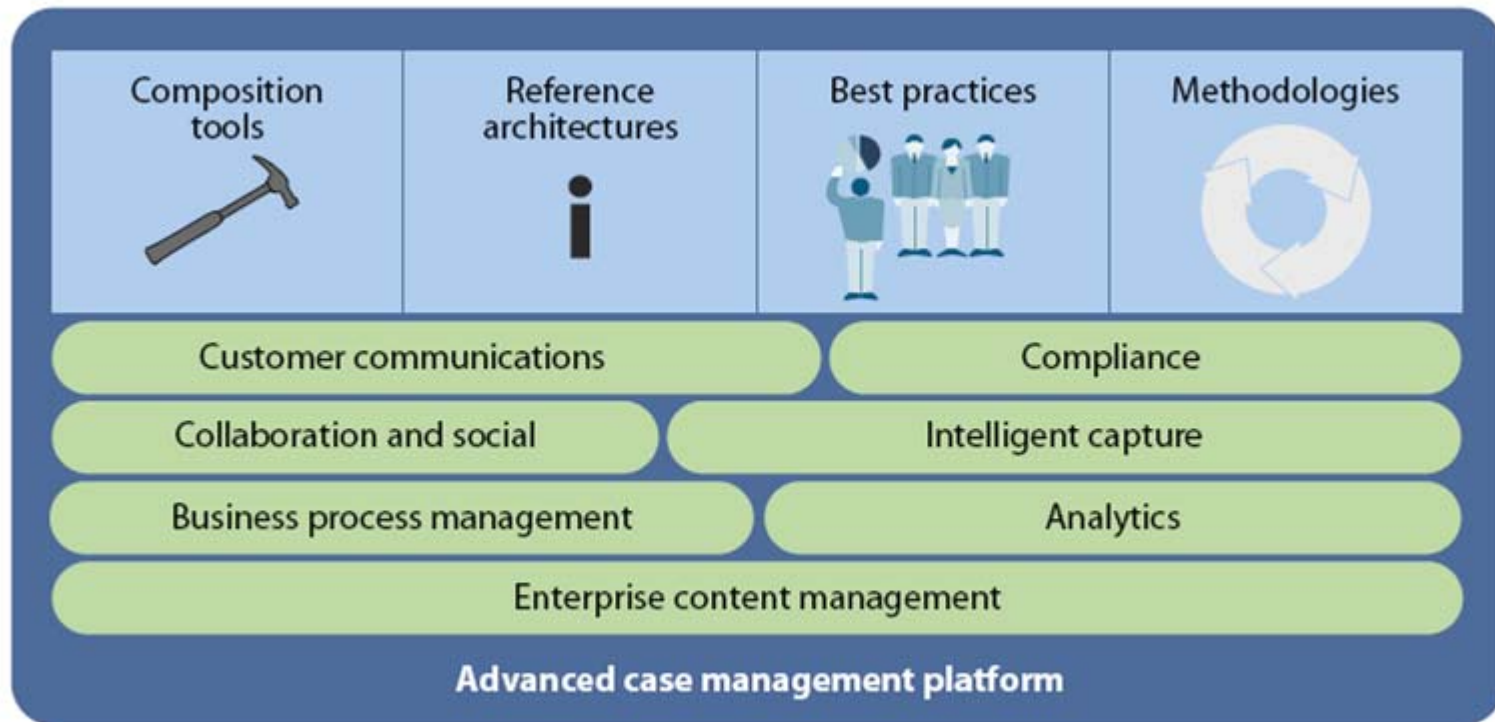 Composition
tools
Reference
architectures
Best practices
Methodologies
Customer communications
Compliance
Collaboration and social
Intelligent capture
Business process management
Analytics
Enterprise content management
Advanced case management platform